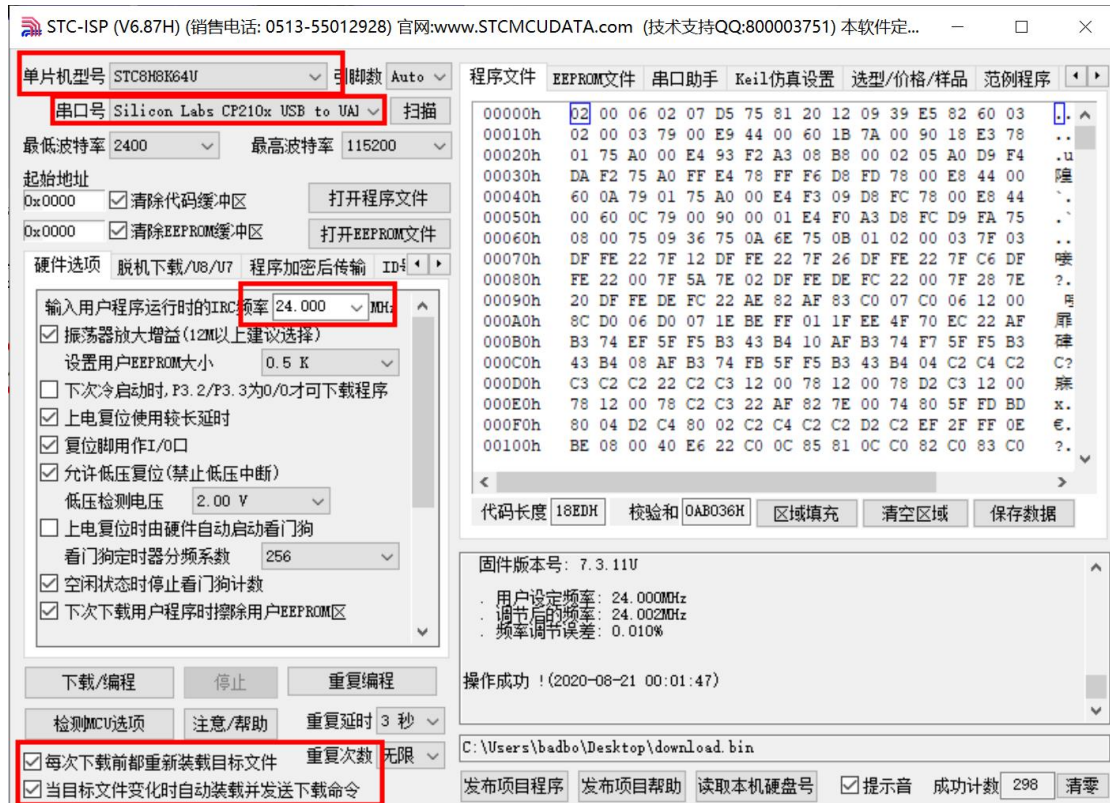 STC-ISP (V6.87H) (销售电话: 0513-55012928) 官网:www.STCMCUDATA.com (技术支持QQ:800003751) 本软件定...
单片机型号 STC8H8K64U 引脚数 Auto
串口号 Silicon Labs CP210x USB to UA 扫描
最低波特率 2400 最高波特率 115200
起始地址
0x0000 清除代码缓冲区 打开程序文件
0x0000 清除EEPROM缓冲区 打开EEPROM文件
硬件选项 脱机下载/U8/U7 程序加密后传输
输入用户程序运行时的IRC频率 24.000 MHz
振荡器放大增益(12M以上建议选择)
设置用户EEPROM大小 0.5 K
下次冷启动时,P3.2/P3.3为0/0才可下载程序
上电复位使用较长延时
复位脚用作I/O口
允许低压复位(禁止低压中断)
低压检测电压 2.00 V
上电复位时由硬件自动启动看门狗
看门狗定时器分频系数 256
空闲状态时停止看门狗计数
下次下载用户程序时擦除用户EEPROM区
下载/编程 停止 重复编程
检测MCU选项 注意/帮助 重复延时 3 秒
重复次数 无限
每次下载前都重新装载目标文件
当目标文件变化时自动装载并发送下载命令
程序文件 EEPROM文件 串口助手 Keil仿真设置 选型/价格/样品 范例程序
00000h 02 00 06 02 07 D5 75 81 20 12 09 39 E5 82 60 03 ..
00010h 02 00 03 79 00 E9 44 00 60 1B 7A 00 90 18 E3 78 ..
00020h 01 75 A0 00 E4 93 F2 A3 08 B8 00 02 05 A0 D9 F4 .u
00030h DA F2 75 A0 FF E4 78 FF F6 D8 FD 78 00 E8 44 00
00040h 60 0A 79 01 75 A0 00 E4 F3 09 D8 FC 78 00 E8 44 `.
00050h 00 60 0C 79 00 90 00 01 E4 F0 A3 D8 FC D9 FA 75 .`
00060h 08 00 75 09 36 75 0A 6E 75 0B 01 02 00 03 7F 03 ..
00070h DF FE 22 7F 12 DF FE 22 7F 26 DF FE 22 7F C6 DF
00080h FE 22 00 7F 5A 7E 02 DF FE DE FC 22 00 7F 28 7E ?.
00090h 20 DF FE DE FC 22 AE 82 AF 83 C0 07 C0 06 12 00
000A0h 8C D0 06 D0 07 1E BE FF 01 1F EE 4F 70 EC 22 AF
000B0h B3 74 EF 5F F5 B3 43 B4 10 AF B3 74 F7 5F F5 B3
000C0h 43 B4 08 AF B3 74 FB 5F F5 B3 43 B4 04 C2 C4 C2 C?
000D0h C3 C2 C2 22 C2 C3 12 00 78 12 00 78 D2 C3 12 00
000E0h 78 12 00 78 C2 C3 22 AF 82 7E 00 74 80 5F FD BD x.
000F0h 80 04 D2 C4 80 02 C2 C4 C2 C2 D2 C2 EF 2F FF 0E €.
00100h BE 08 00 40 E6 22 C0 0C 85 81 0C C0 82 C0 83 C0 ?.
代码长度 18EDH 校验和 0AB036H 区域填充 清空区域 保存数据
固件版本号: 7.3.11U
. 用户设定频率: 24.000MHz
. 调节后的频率: 24.002MHz
. 频率调节误差: 0.010%
操作成功 !(2020-08-21 00:01:47)
C:\Users\badbo\Desktop\download.bin
发布项目程序 发布项目帮助 读取本机硬盘号 提示音 成功计数 298 清零